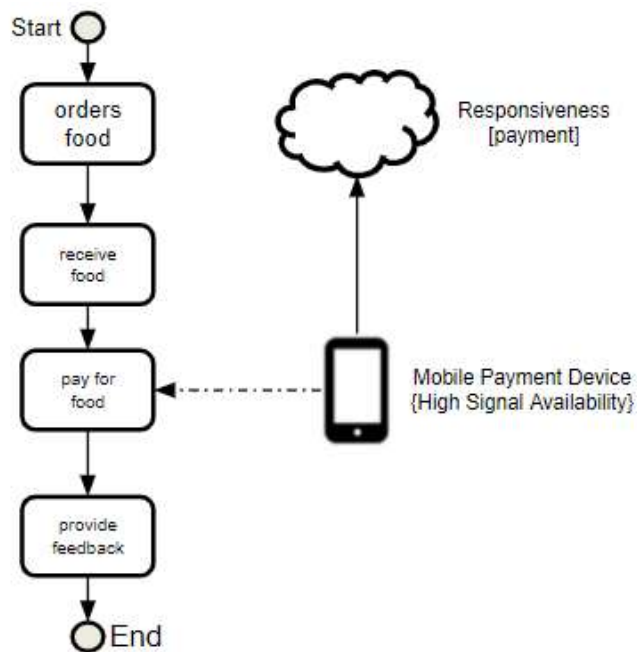 Start
orders
food
receive
food
pay for
food
provide
feedback
End
Responsiveness
[payment]
Mobile Payment Device
{High Signal Availability}